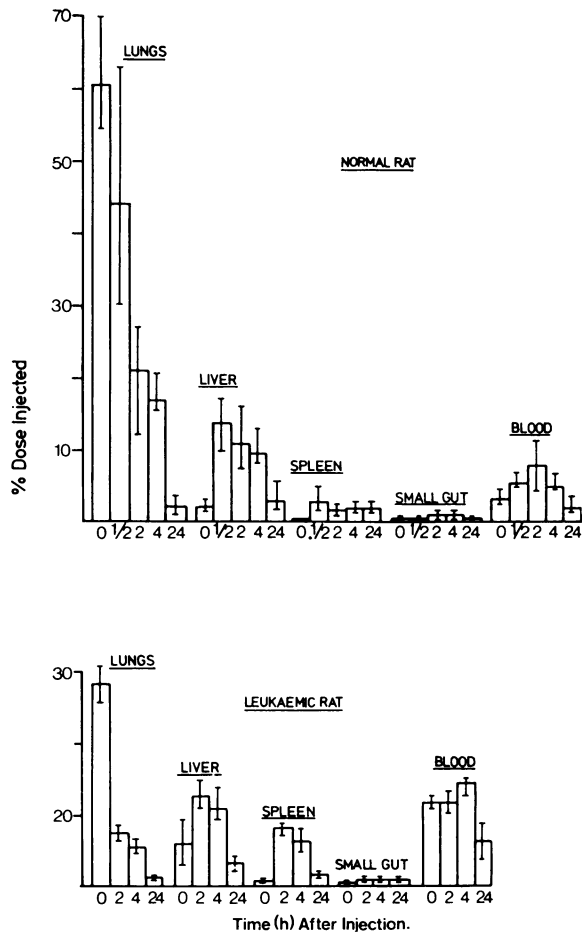 70
LUNGS
50
NORMAL RAT
30
LIVER
SPLEEN
SMALL GUT
BLOOD
10
0 1/2 2 4 24 0 1/2 2 4 24 0 1/2 2 4 24 0 1/2 2 4 24 0 1/2 2 4 24
% Dose Injected
30
LUNGS
LEUKAEMIC RAT
LIVER
SPLEEN
SMALL GUT
BLOOD
20
0 2 4 24 0 2 4 24 0 2 4 24 0 2 4 24 0 2 4 24
Time (h) After Injection.